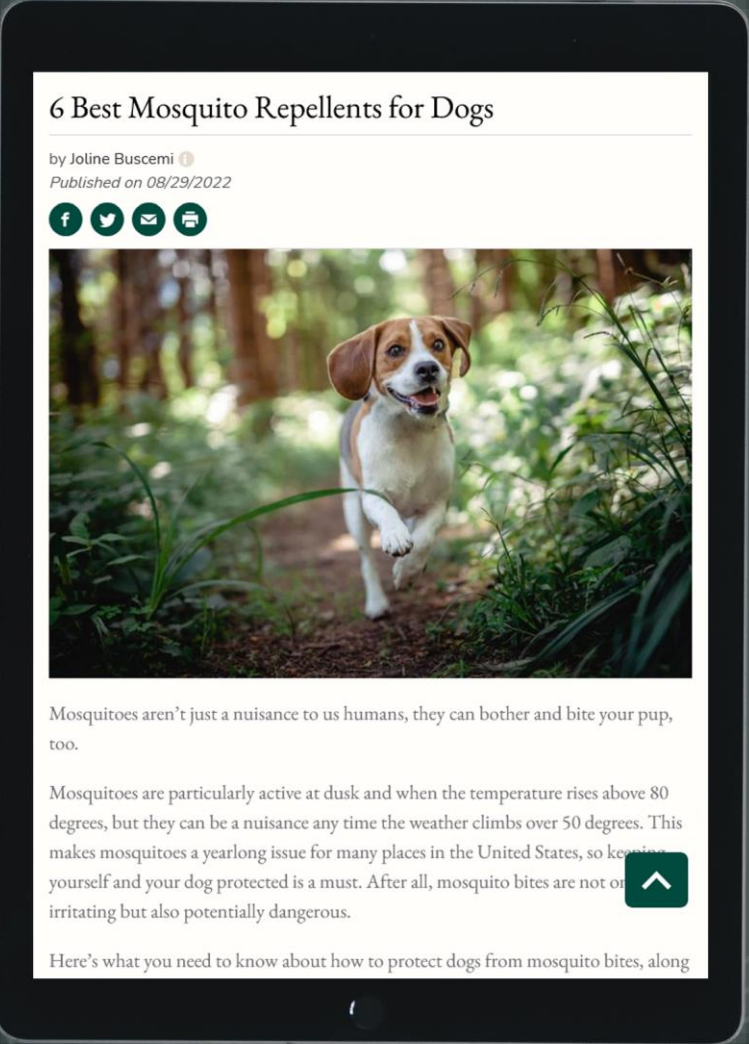 6 Best Mosquito Repellents for Dogs
by Joline Buscemi
Published on 08/29/2022
Mosquitoes aren't just a nuisance to us humans, they can bother and bite your pup,
too.
Mosquitoes are particularly active at dusk and when the temperature rises above 80
degrees, but they can be a nuisance any time the weather climbs over 50 degrees. This
makes mosquitoes a yearlong issue for many places in the United States, so
yourself and your dog protected is a must. After all, mosquito bites are not
irritating but also potentially dangerous.
Here's what you need to know about how to protect dogs from mosquito bites, along